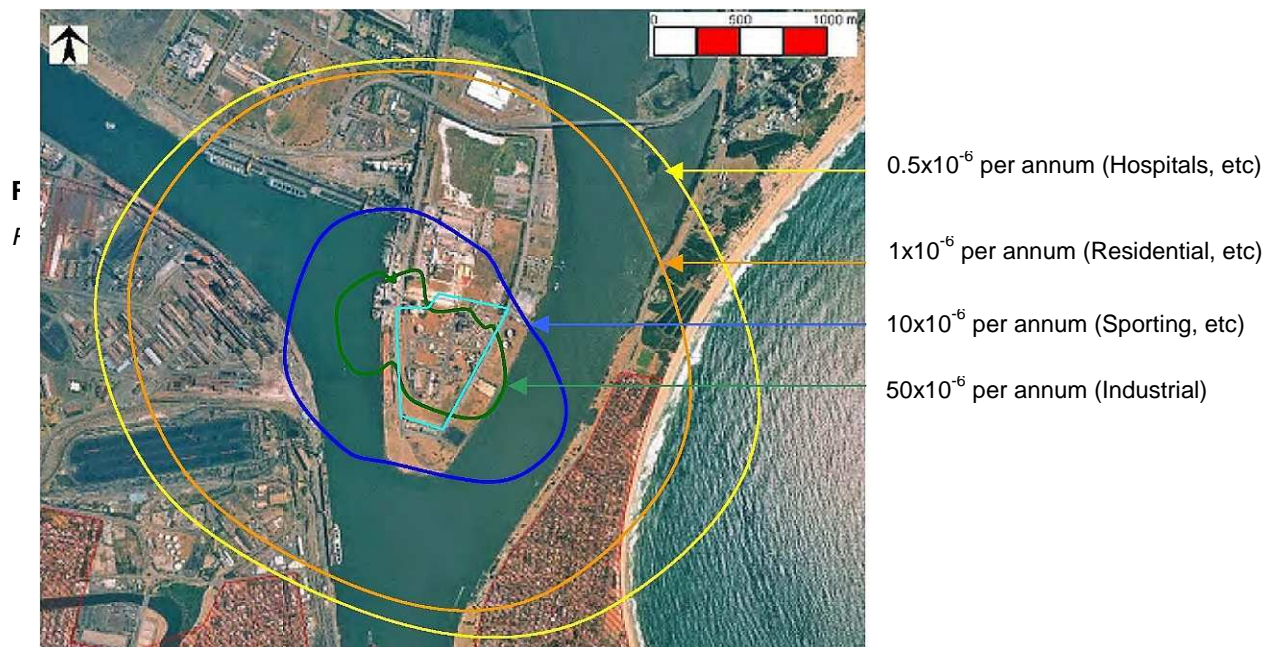 0 500 1000 m
0.5x10⁻⁶ per annum (Hospitals, etc)
F
1x10⁻⁶ per annum (Residential, etc)
10x10⁻⁶ per annum (Sporting, etc)
50x10⁻⁶ per annum (Industrial)